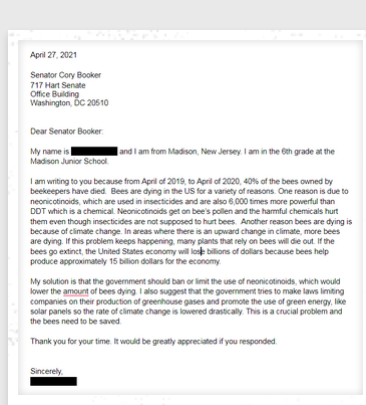 April 27, 2021
Senator Cory Booker
717 Hart Senate
Office Building
Washington, DC 20510
Dear Senator Booker:
My name is and I am from Madison, New Jersey. I am in the 6th grade at the
Madison Junior School.
I am writing to you because from April of 2019, to April of 2020, 40% of the bees owned by
beekeepers have died. Bees are dying in the US for a variety of reasons. One reason is due to
neonicotinoids, which are used in insecticides and are also 6,000 times more powerful than
DDT which is a chemical. Neonicotinoids get on bee's pollen and the harmful chemicals hurt
them even though insecticides are not supposed to hurt bees. Another reason bees are dying is
because of climate change. In areas where there is an upward change in climate, more bees
are dying. If this problem keeps happening, many plants that rely on bees will die out. If the
bees go extinct, the United States economy will lose billions of dollars because bees help
produce approximately 15 billion dollars for the economy.
My solution is that the government should ban or limit the use of neonicotinoids, which would
lower the amount of bees dying. I also suggest that the government tries to make laws limiting
companies on their production of greenhouse gases and promote the use of green energy, like
solar panels so the rate of climate change is lowered drastically. This is a crucial problem and
the bees need to be saved.
Thank you for your time. It would be greatly appreciated if you responded.
Sincerely,